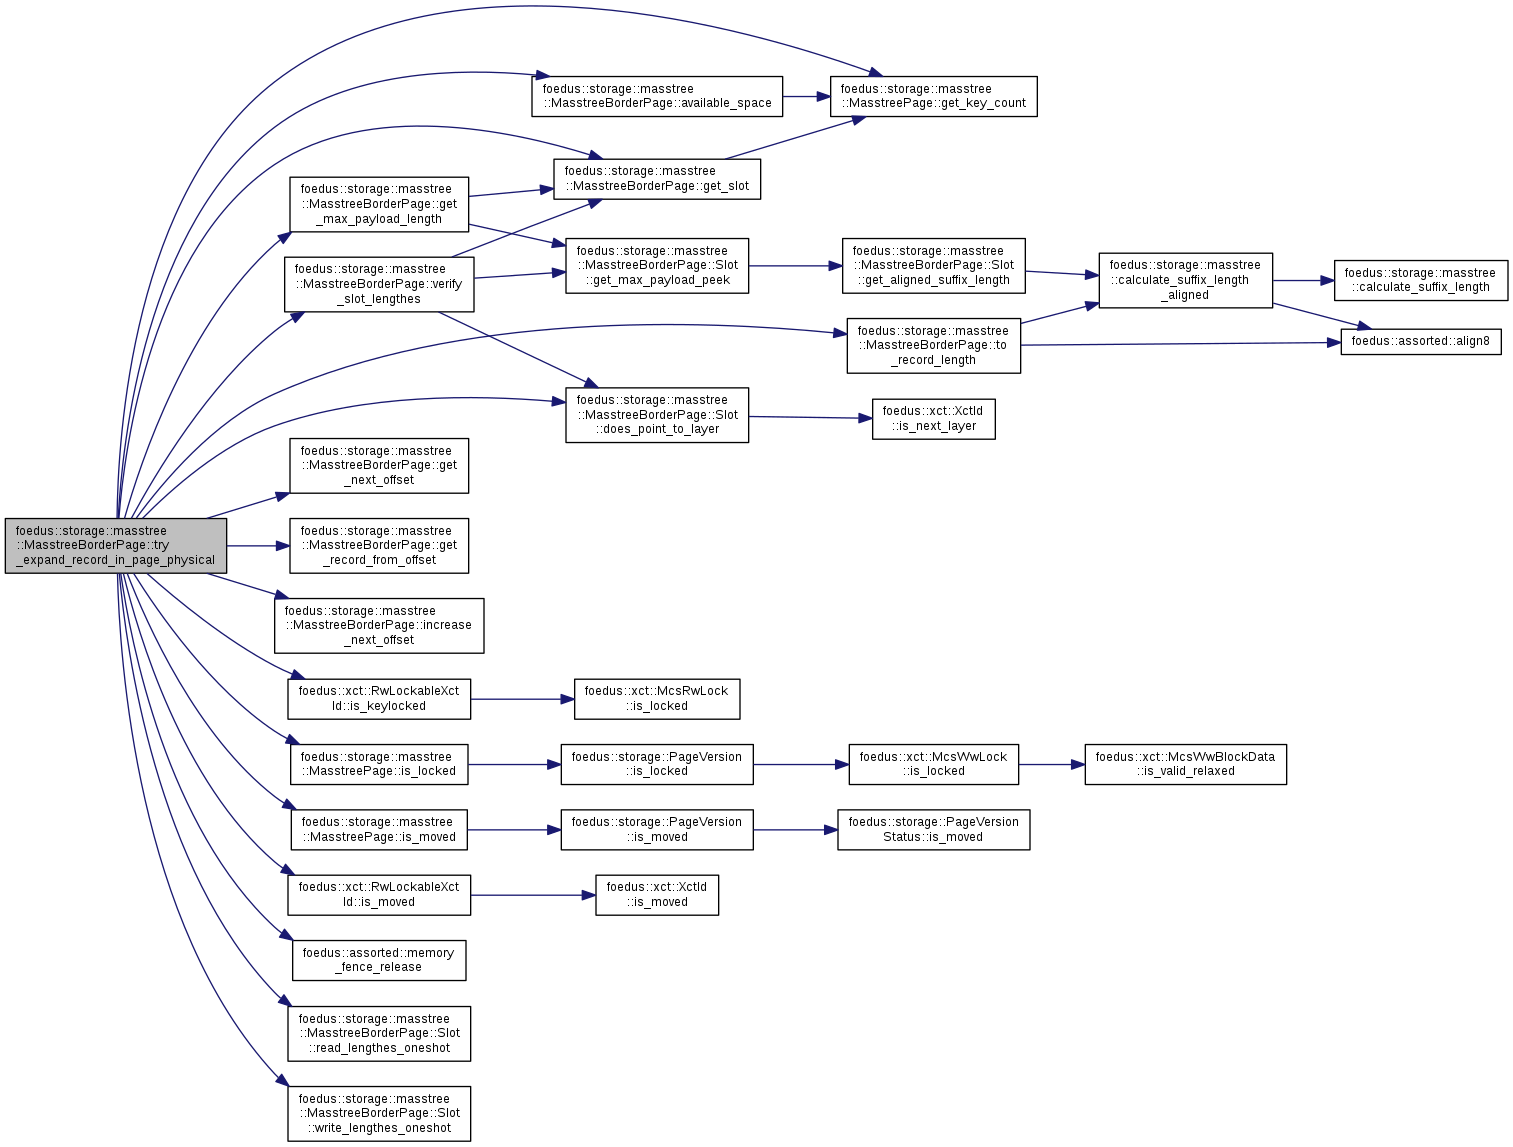 foedus::storage::masstree
::MasstreeBorderPage::try
_expand_record_in_page_physical
foedus::storage::masstree
::MasstreeBorderPage::available_space
foedus::storage::masstree
::MasstreePage::get_key_count
foedus::storage::masstree
::MasstreeBorderPage::get_slot
foedus::storage::masstree
::MasstreeBorderPage::get
_max_payload_length
foedus::storage::masstree
::MasstreeBorderPage::Slot
::get_max_payload_peek
foedus::storage::masstree
::MasstreeBorderPage::Slot
::get_aligned_suffix_length
foedus::storage::masstree
::calculate_suffix_length
_aligned
foedus::storage::masstree
::calculate_suffix_length
foedus::storage::masstree
::MasstreeBorderPage::verify
_slot_lengthes
foedus::storage::masstree
::MasstreeBorderPage::to
_record_length
foedus::assorted::align8
foedus::storage::masstree
::MasstreeBorderPage::Slot
::does_point_to_layer
foedus::xct::XctId
::is_next_layer
foedus::storage::masstree
::MasstreeBorderPage::get
_next_offset
foedus::storage::masstree
::MasstreeBorderPage::get
_record_from_offset
foedus::storage::masstree
::MasstreeBorderPage::increase
_next_offset
foedus::xct::RwLockableXct
Id::is_keylocked
foedus::xct::McsRwLock
::is_locked
foedus::storage::masstree
::MasstreePage::is_locked
foedus::storage::PageVersion
::is_locked
foedus::xct::McsWwLock
::is_locked
foedus::xct::McsWwBlockData
::is_valid_relaxed
foedus::storage::masstree
::MasstreePage::is_moved
foedus::storage::PageVersion
::is_moved
foedus::storage::PageVersion
Status::is_moved
foedus::xct::RwLockableXct
Id::is_moved
foedus::xct::XctId
::is_moved
foedus::assorted::memory
_fence_release
foedus::storage::masstree
::MasstreeBorderPage::Slot
::read_lengthes_oneshot
foedus::storage::masstree
::MasstreeBorderPage::Slot
::write_lengthes_oneshot